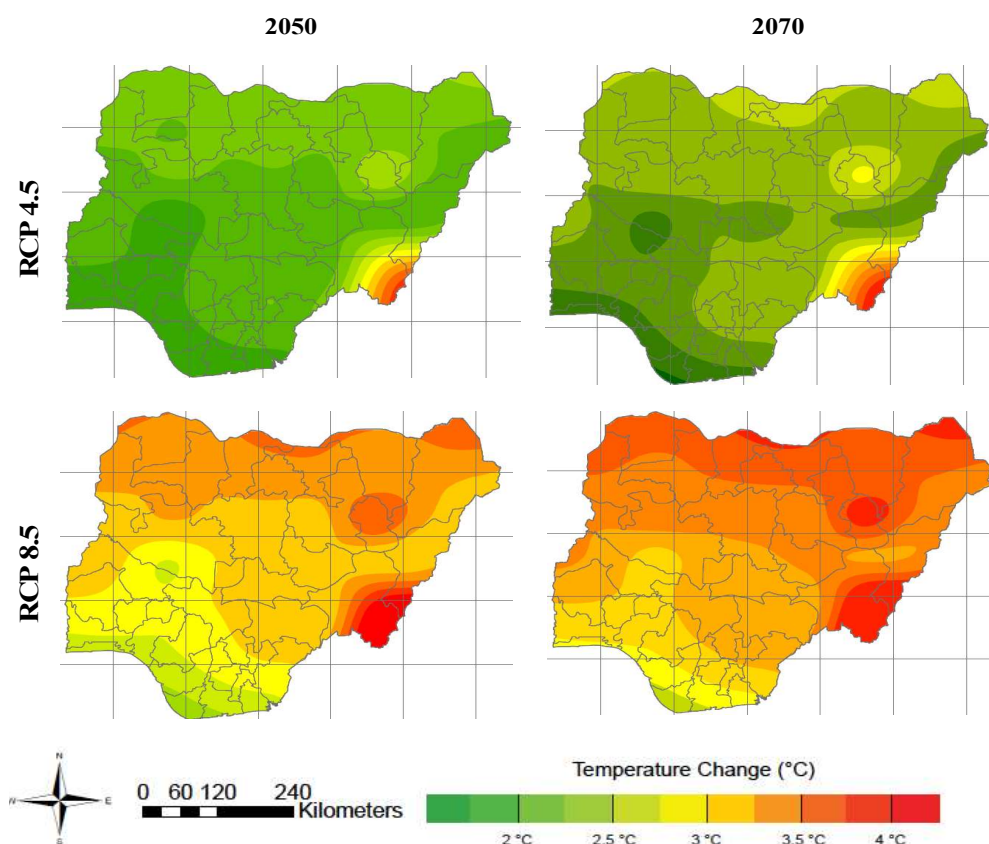 2050 2070
RCP 4.5
RCP 8.5
N
W E
S
0 60 120 240
Kilometers
Temperature Change (°C)
2 °C 2.5 °C 3 °C 3.5 °C 4 °C